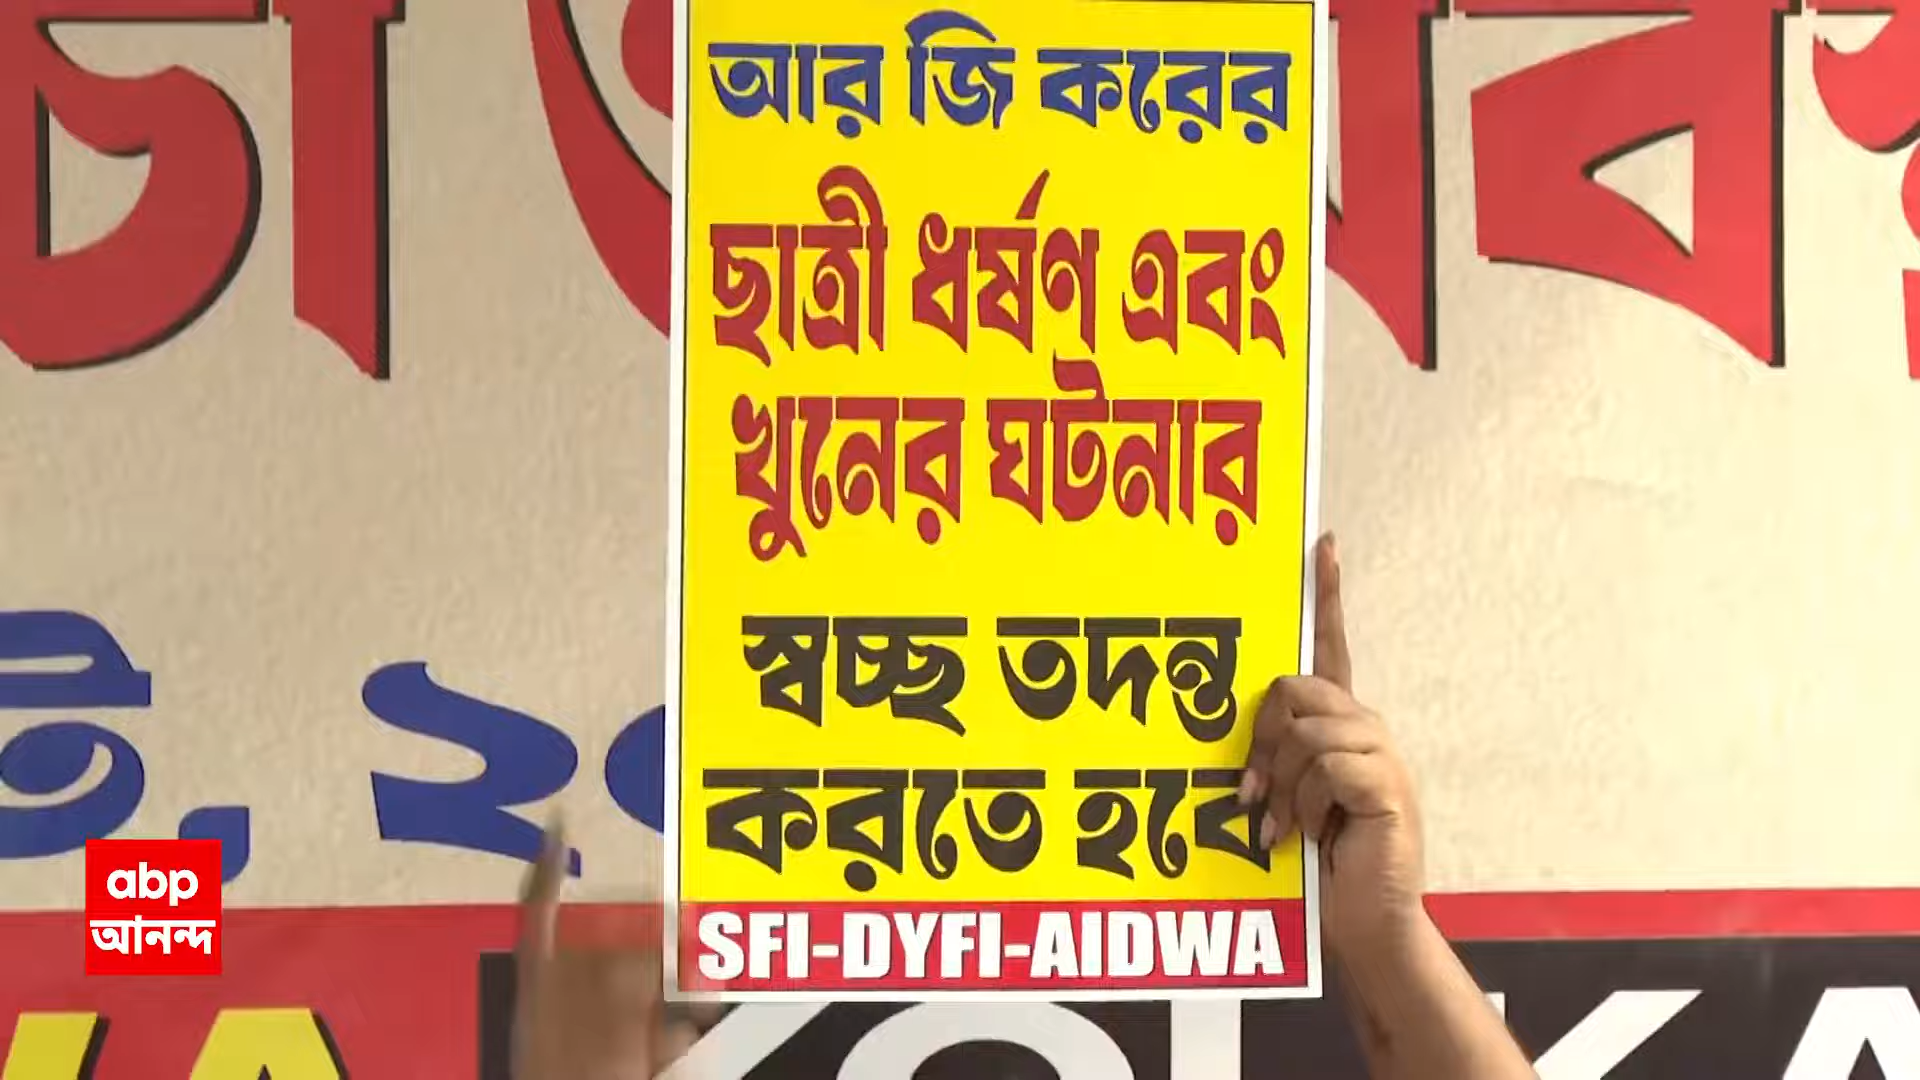 আর জি করের
ছাত্রী ধর্ষণ এবং
খুনের ঘটনার
স্বচ্ছ তদন্ত
করতে হবে
SFI-DYFI-AIDWA
abp
আনন্দ